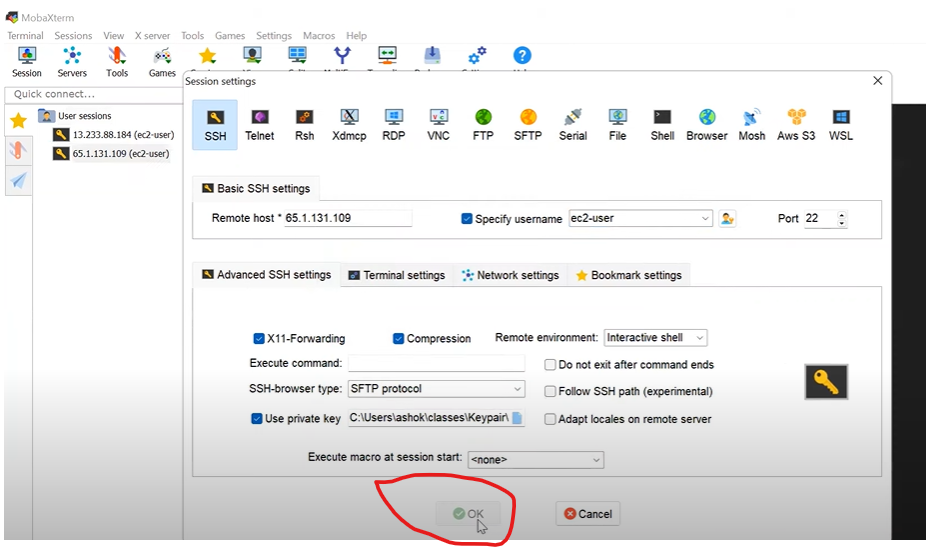 MobaXterm
Terminal Sessions View X server Tools Games Settings Macros Help
Session Servers Tools Games
Quick connect...
Session settings
User sessions
13.233.88.184 (ec2-user)
65.1.131.109 (ec2-user)
SSH Telnet Rsh Xdmcp RDP VNC FTP SFTP Serial File Shell Browser Mosh Aws S3 WSL
Basic SSH settings
Remote host * 65.1.131.109 Specify username ec2-user Port 22
Advanced SSH settings Terminal settings Network settings Bookmark settings
X11-Forwarding Compression Remote environment: Interactive shell
Execute command: Do not exit after command ends
SSH-browser type: SFTP protocol Follow SSH path (experimental)
Use private key C:\Users\ashok\classes\Keypair\ Adapt locales on remote server
Execute macro at session start: <none>
OK Cancel